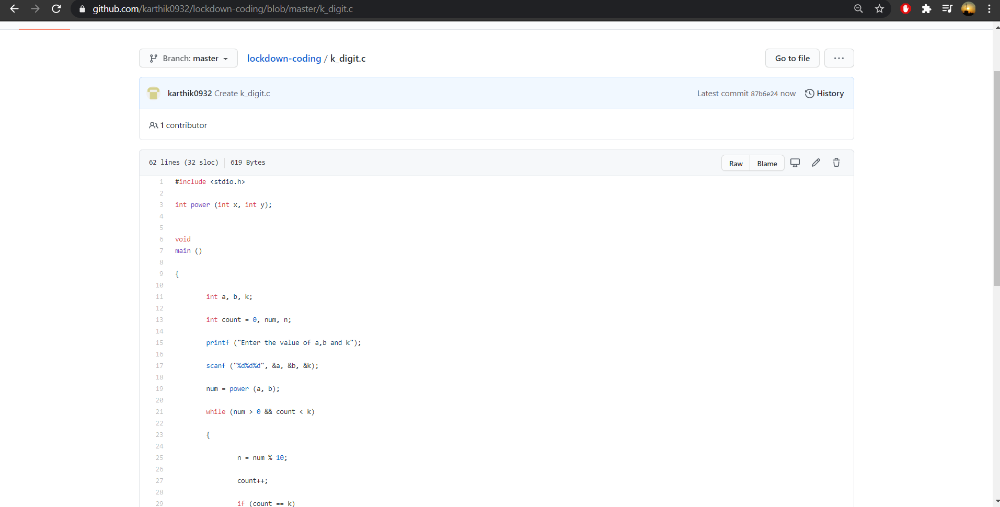 github.com/karthik0932/lockdown-coding/blob/master/k_digit.c
Branch: master
lockdown-coding / k_digit.c
Go to file
...
karthik0932 Create k_digit.c
Latest commit 87b6e24 now
History
1 contributor
62 lines (32 sloc)
619 Bytes
Raw
Blame
1 #include <stdio.h>
2
3 int power (int x, int y);
4
5
6 void
7 main ()
8
9 {
10
11 int a, b, k;
12
13 int count = 0, num, n;
14
15 printf ("Enter the value of a,b and k");
16
17 scanf ("%d%d%d", &a, &b, &k);
18
19 num = power (a, b);
20
21 while (num > 0 && count < k)
22
23 {
24
25 n = num % 10;
26
27 count++;
28
29 if (count == k)